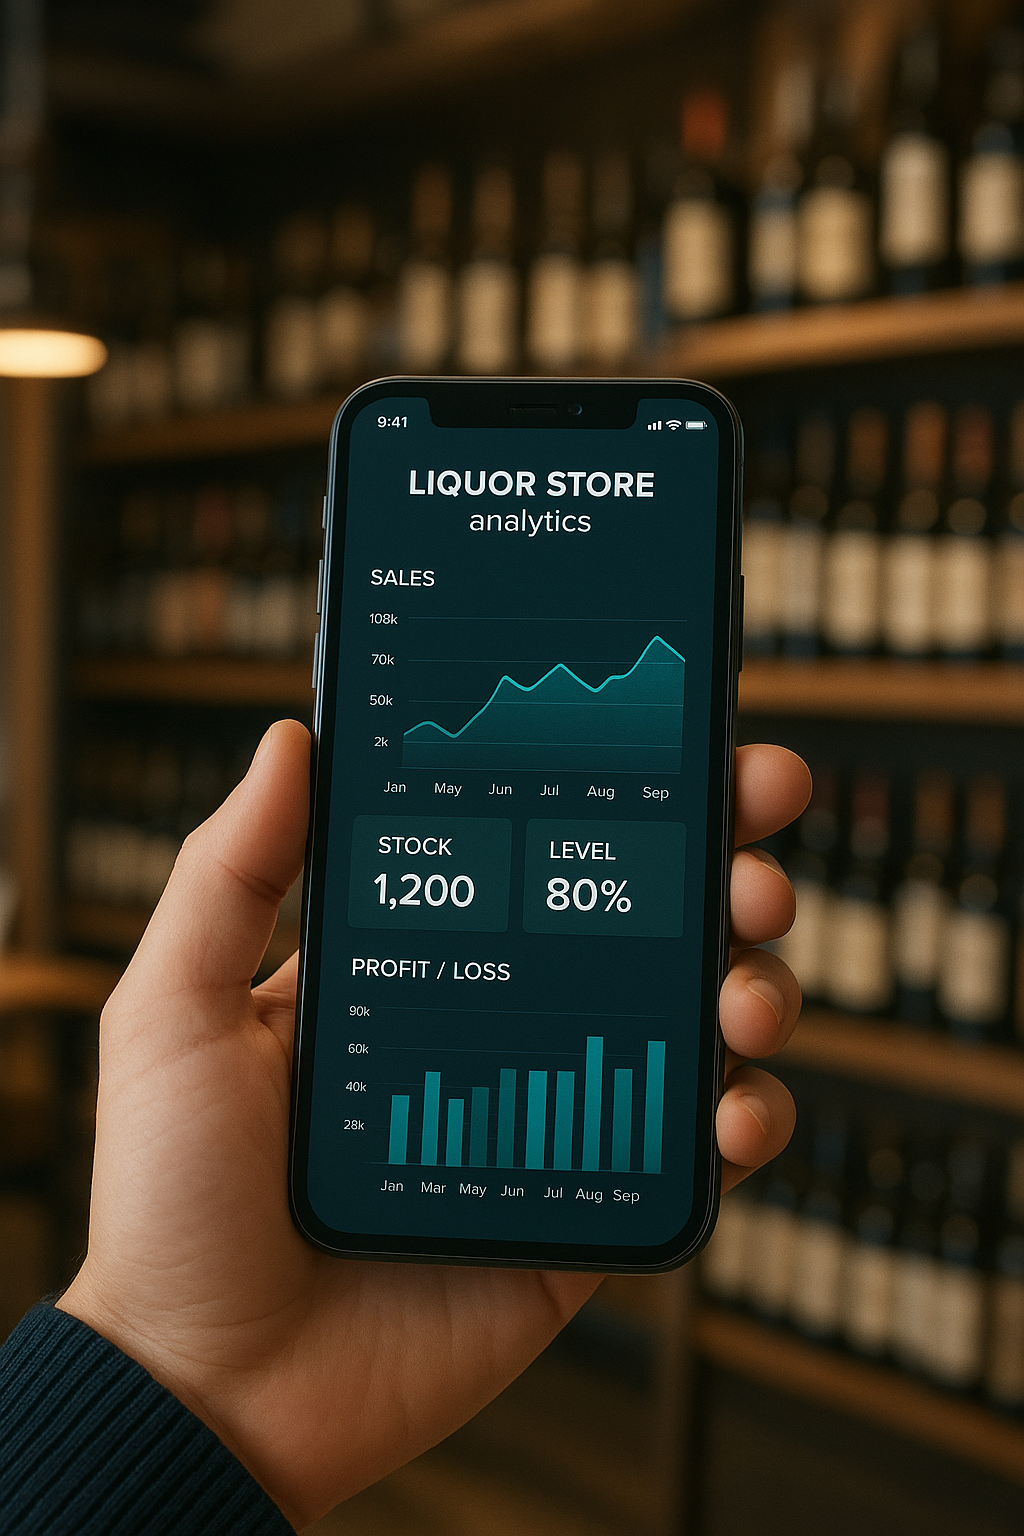 9:41
LIQUOR STORE
analytics
SALES
108k
70k
50k
2k
Jan May Jun Jul Aug Sep
STOCK
1,200
LEVEL
80%
PROFIT / LOSS
90k
60k
40k
28k
Jan Mar May Jun Jul Aug Sep